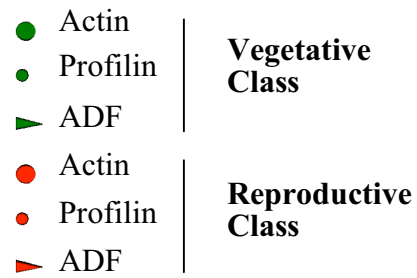 Actin
Profilin
ADF
Vegetative
Class
Actin
Profilin
ADF
Reproductive
Class